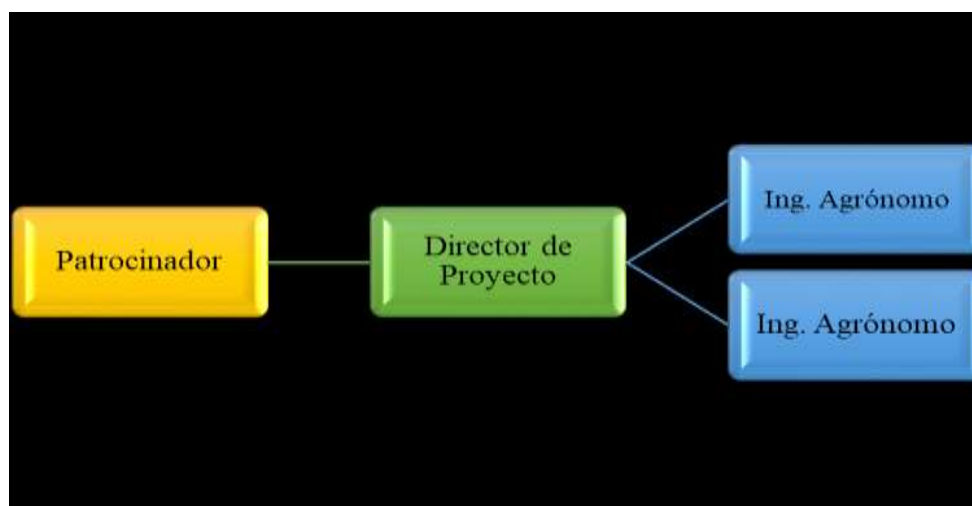 Patrocinador
Director de
Proyecto
Ing. Agrónomo
Ing. Agrónomo